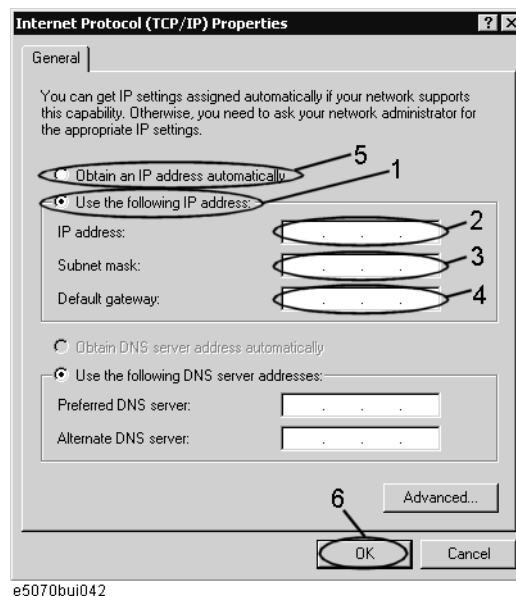 Internet Protocol (TCP/IP) Properties ? X
General
You can get IP settings assigned automatically if your network supports
this capability. Otherwise, you need to ask your network administrator for
the appropriate IP settings.
5
Obtain an IP address automatically
1
Use the following IP address:
IP address: . . . 2
Subnet mask: . . . 3
Default gateway: . . . 4
Obtain DNS server address automatically
Use the following DNS server addresses:
Preferred DNS server: . . .
Alternate DNS server: . . .
6
Advanced...
OK Cancel
e5070bui042